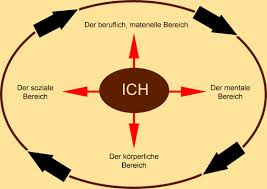 Der beruflich, materielle Bereich
Der soziale
Bereich
ICH
Der mentale
Bereich
Der körperliche
Bereich